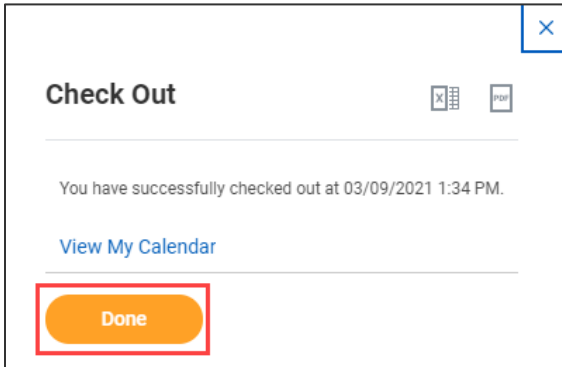 Check Out
PDF
You have successfully checked out at 03/09/2021 1:34 PM.
View My Calendar
Done